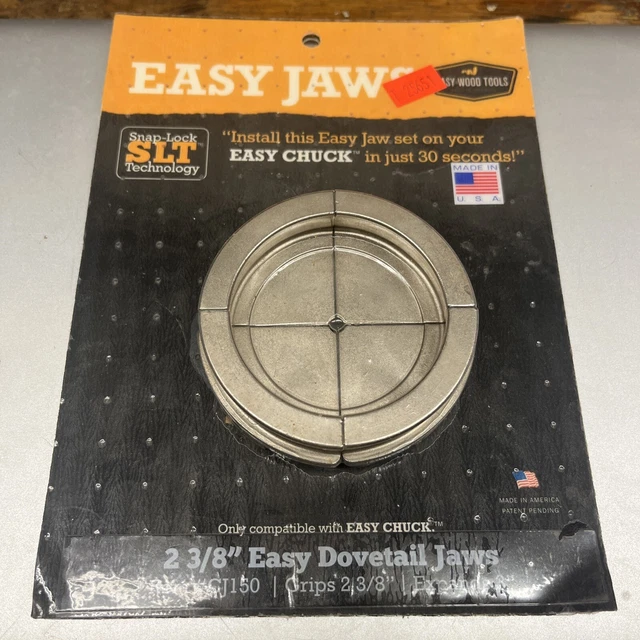 EASY JAWS
EASY WOOD TOOLS
Snap-Lock
SLT
Technology
"Install this Easy Jaw set on your
EASY CHUCK™ in just 30 seconds!"
MADE IN
U. S. A.
MADE IN AMERICA
PATENT PENDING
Only compatible with EASY CHUCK.™
2 3/8" Easy Dovetail Jaws
CJ150 | Grips 2 3/8" |